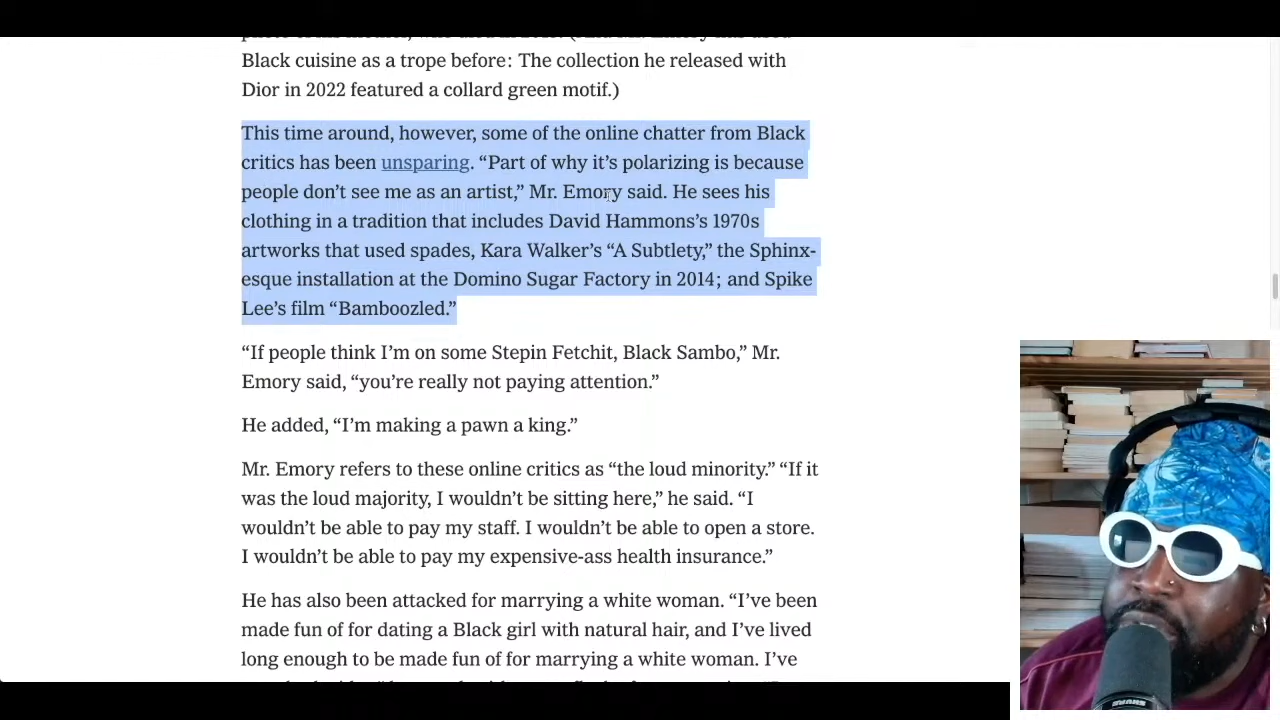 Black cuisine as a trope before: The collection he released with
Dior in 2022 featured a collard green motif.)
This time around, however, some of the online chatter from Black
critics has been unsparing. “Part of why it’s polarizing is because
people don’t see me as an artist,” Mr. Emory said. He sees his
clothing in a tradition that includes David Hammons’s 1970s
artworks that used spades, Kara Walker’s “A Subtlety,” the Sphinx-
esque installation at the Domino Sugar Factory in 2014; and Spike
Lee’s film “Bamboozled.”
“If people think I’m on some Stepin Fetchit, Black Sambo,” Mr.
Emory said, “you’re really not paying attention.”
He added, “I’m making a pawn a king.”
Mr. Emory refers to these online critics as “the loud minority.” “If it
was the loud majority, I wouldn’t be sitting here,” he said. “I
wouldn’t be able to pay my staff. I wouldn’t be able to open a store.
I wouldn’t be able to pay my expensive-ass health insurance.”
He has also been attacked for marrying a white woman. “I’ve been
made fun of for dating a Black girl with natural hair, and I’ve lived
long enough to be made fun of for marrying a white woman. I’ve
SHURE